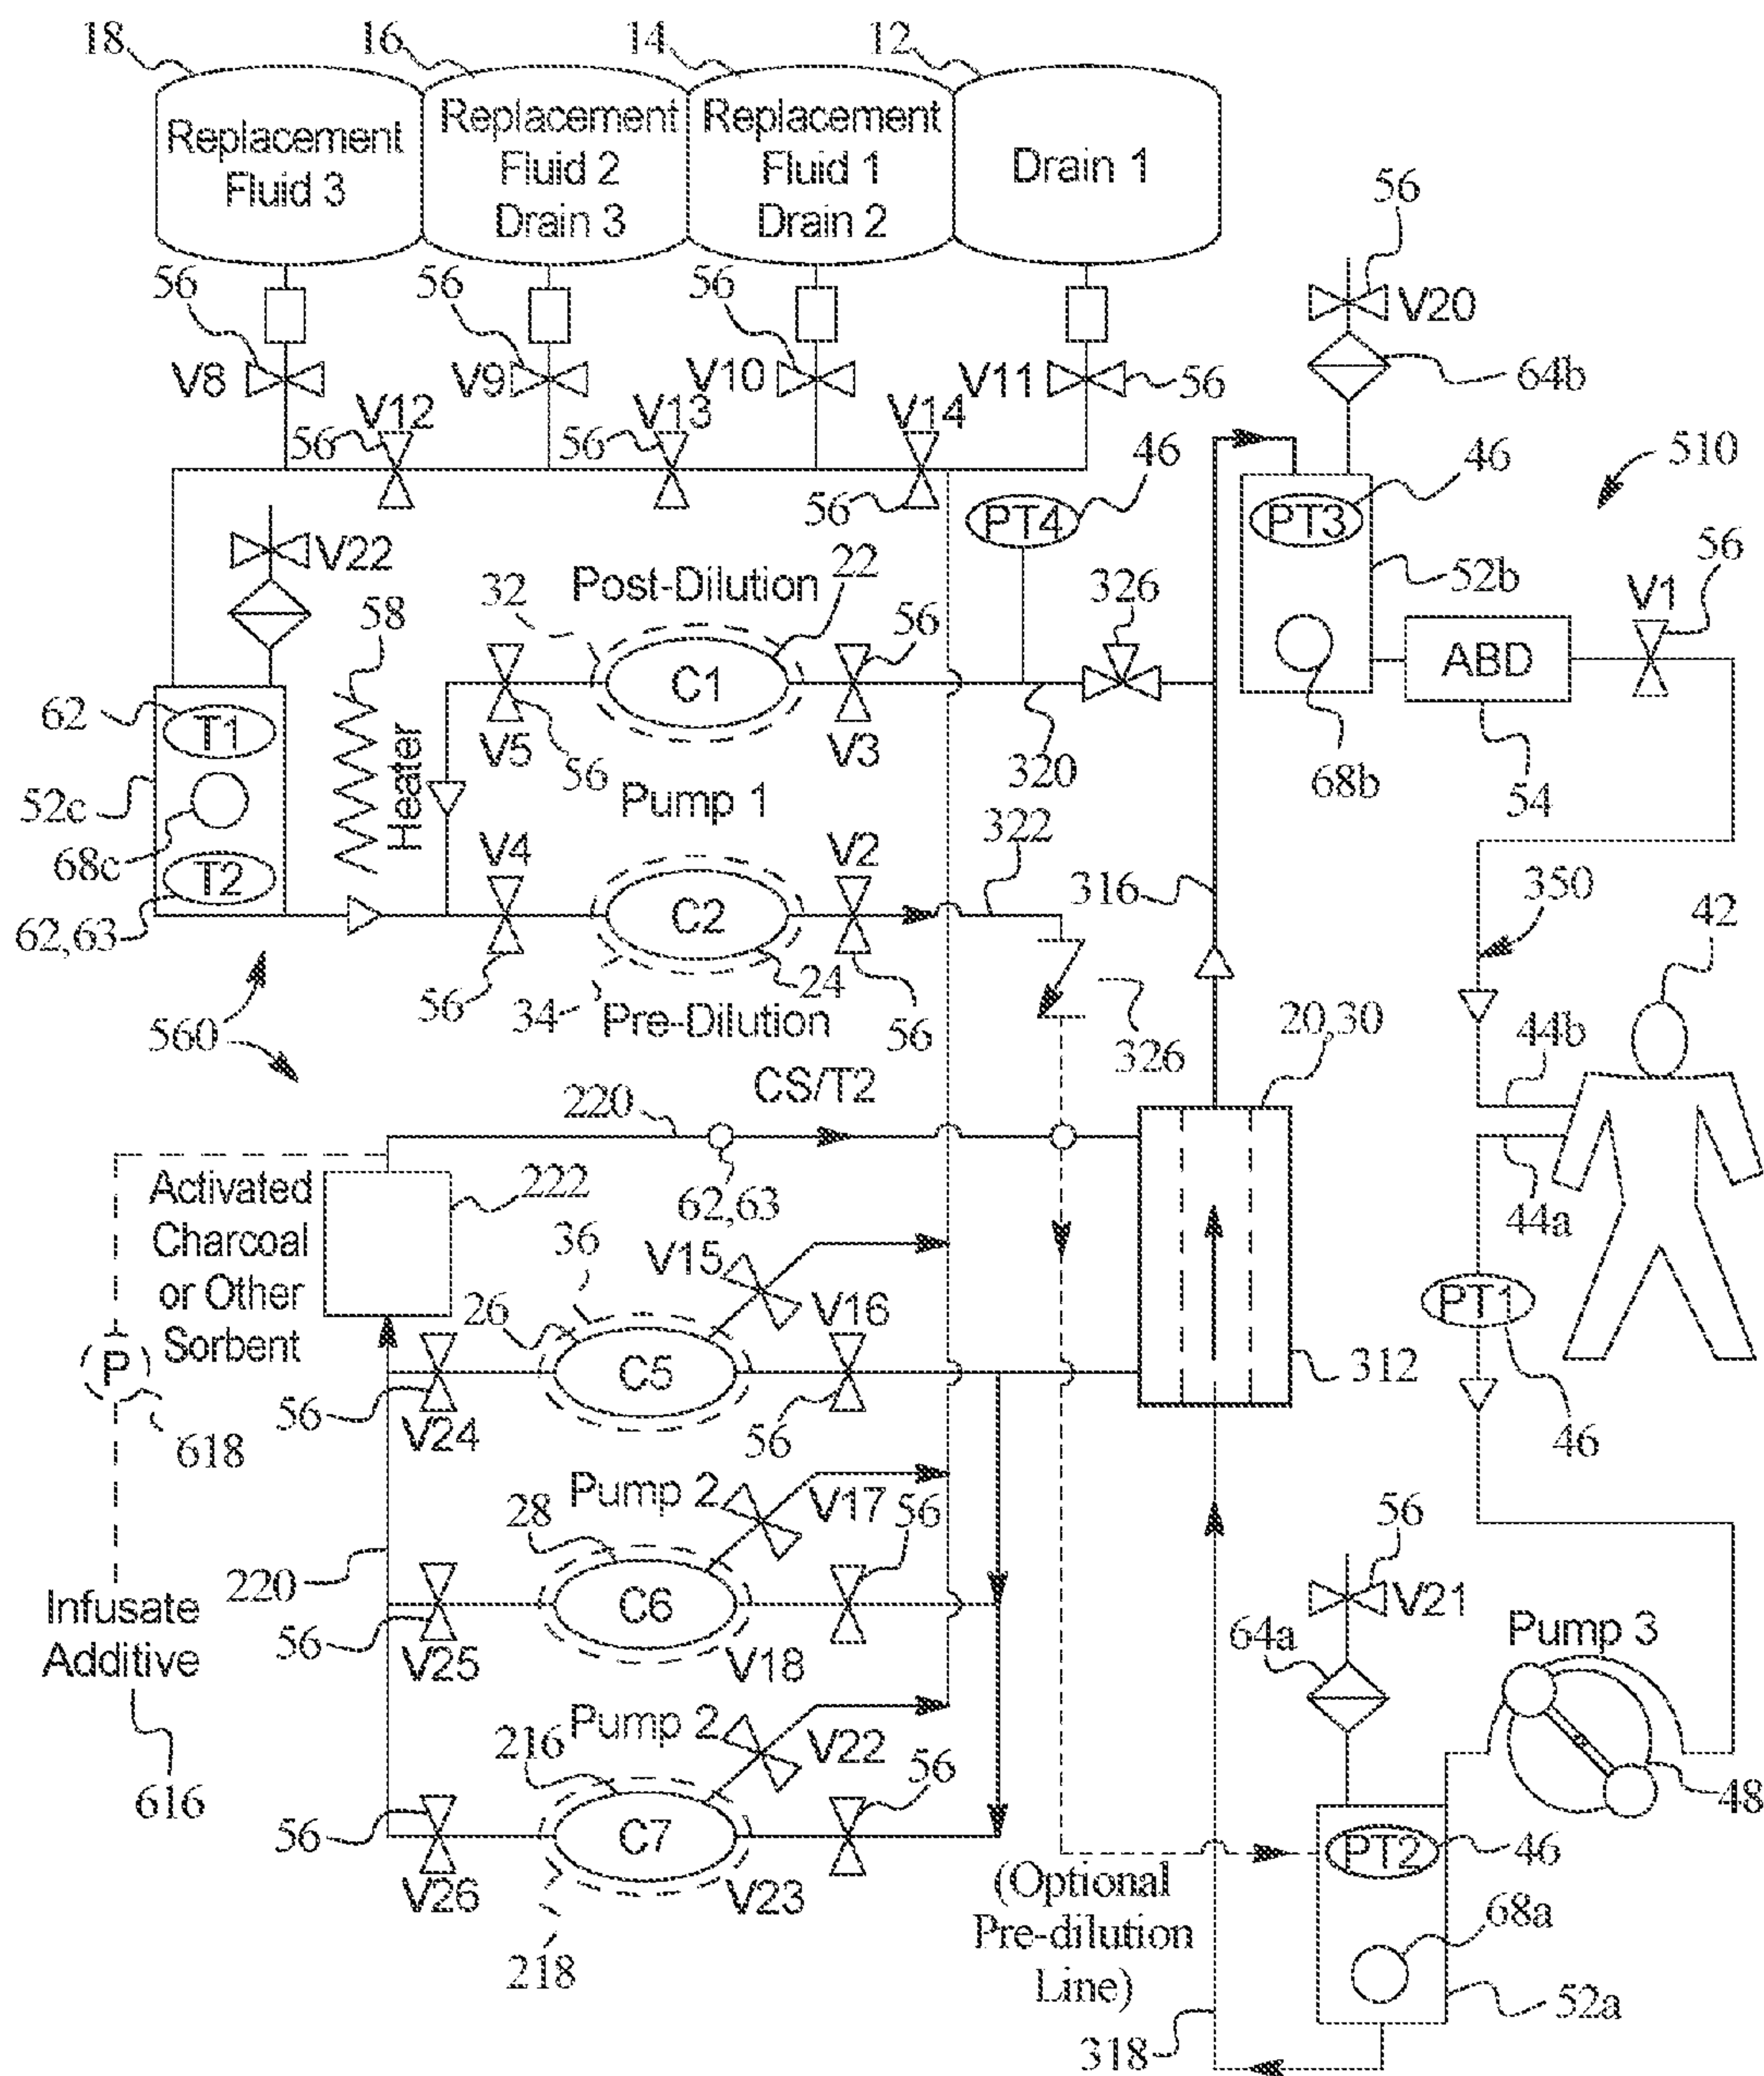 18
16
14
12
Replacement
Fluid 3
Replacement
Fluid 2
Drain 3
Replacement
Fluid 1
Drain 2
Drain 1
56
56
56
56
V8
V9
V10
V11
56
V20
64b
V12
V13
V14
56
56
56
46
46
510
PT4
PT3
V22
58
32
Post-Dilution
22
56
326
52b
V1
56
62
T1
C1
ABD
V5
56
V3
320
68b
54
52c
Heater
Pump 1
68c
T2
V4
V2
322
316
350
42
62,63
C2
56
34
24
Pre-Dilution
56
326
20,30
44b
560
CS/T2
220
62,63
44a
Activated
Charcoal
or Other
Sorbent
222
36
V15
V16
26
C5
P
618
56
V24
56
312
PT1
46
Pump 2
28
V17
56
C6
220
Infusate
Additive
56
V25
V18
56
V21
64a
Pump 3
616
Pump 2
216
V22
56
48
56
C7
V26
V23
218
PT2
46
(Optional
Pre-dilution
Line)
68a
52a
318